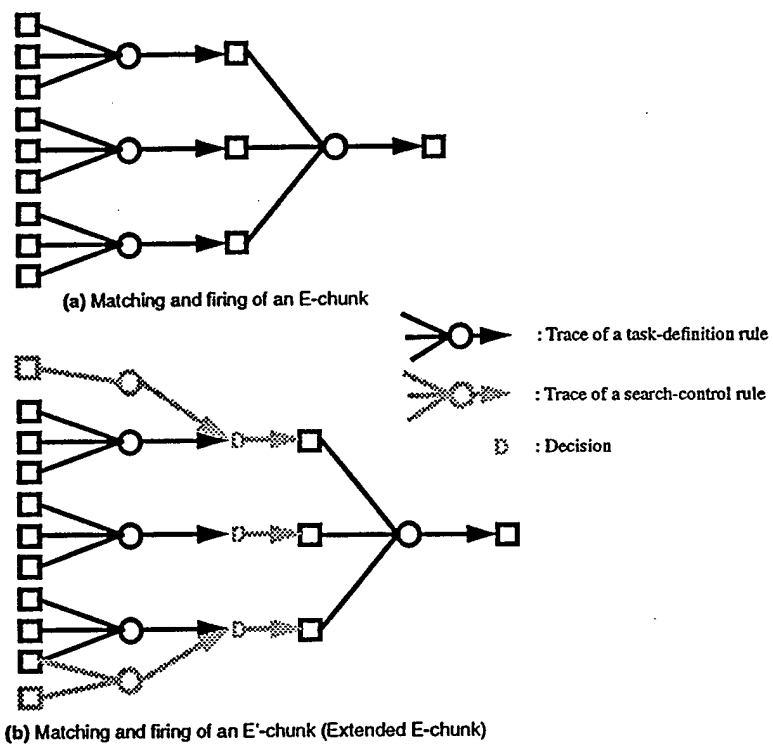 (a) Matching and firing of an E-chunk
: Trace of a task-definition rule
: Trace of a search-control rule
: Decision
(b) Matching and firing of an E'-chunk (Extended E-chunk)